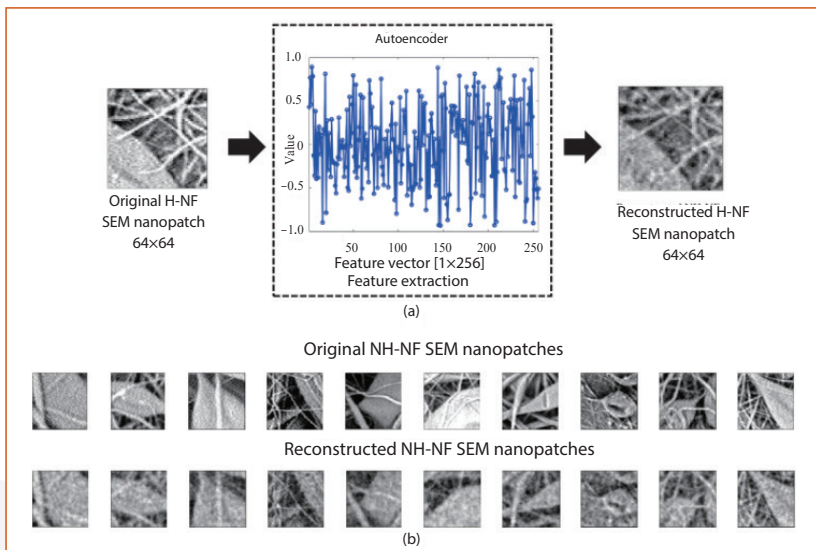 Autoencoder
1.0
0.5
0
−0.5
−1.0
Value
50
100
150
200
250
Feature vector [1×256]
Feature extraction
Original H-NF
SEM nanopatch
64×64
Reconstructed H-NF
SEM nanopatch
64×64
(a)
Original NH-NF SEM nanopatches
Reconstructed NH-NF SEM nanopatches
(b)